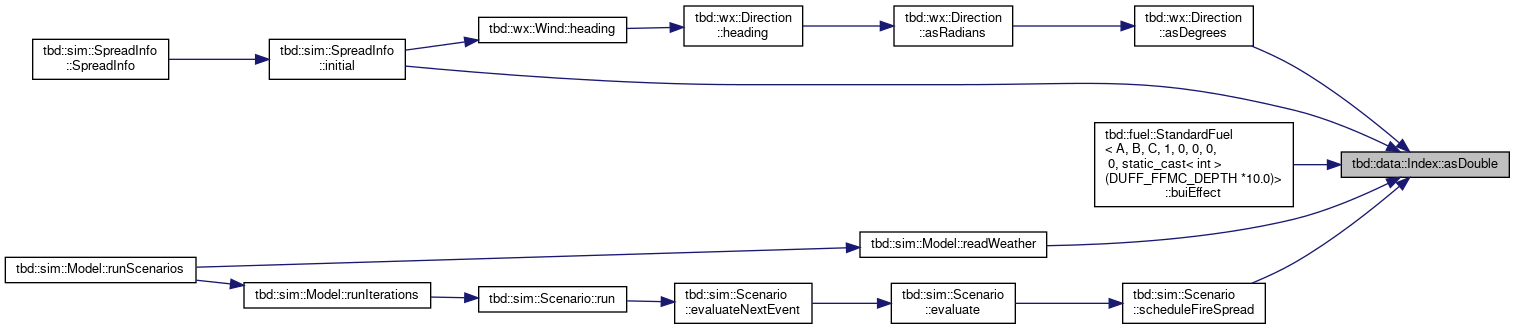 tbd::sim::SpreadInfo
::SpreadInfo
tbd::sim::SpreadInfo
::initial
tbd::wx::Wind::heading
tbd::wx::Direction
::heading
tbd::wx::Direction
::asRadians
tbd::wx::Direction
::asDegrees
tbd::fuel::StandardFuel
< A, B, C, 1, 0, 0, 0,
0, static_cast< int >
(DUFF_FFMC_DEPTH *10.0)>
::buiEffect
tbd::data::Index::asDouble
tbd::sim::Model::readWeather
tbd::sim::Model::runScenarios
tbd::sim::Model::runIterations
tbd::sim::Scenario::run
tbd::sim::Scenario
::evaluateNextEvent
tbd::sim::Scenario
::evaluate
tbd::sim::Scenario
::scheduleFireSpread